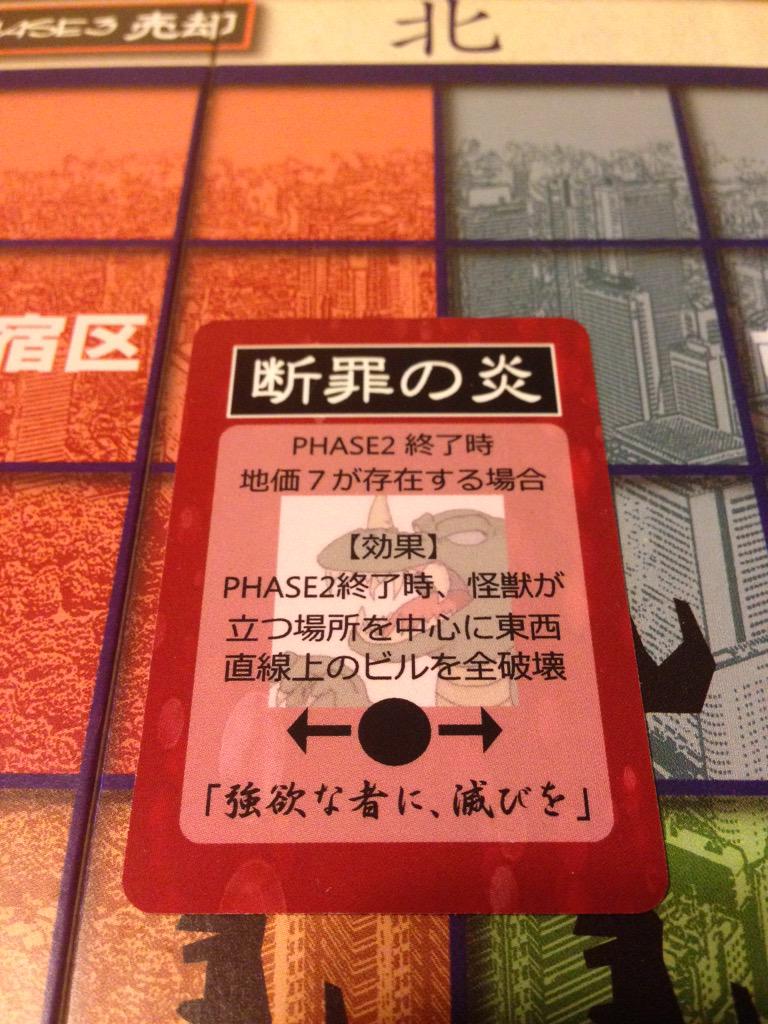 PHASE3 売却
北
宿区
断罪の炎
PHASE2 終了時
地価７が存在する場合
【効果】
PHASE2終了時、怪獣が
立つ場所を中心に東西
直線上のビルを全破壊
「強欲な者に、滅びを」